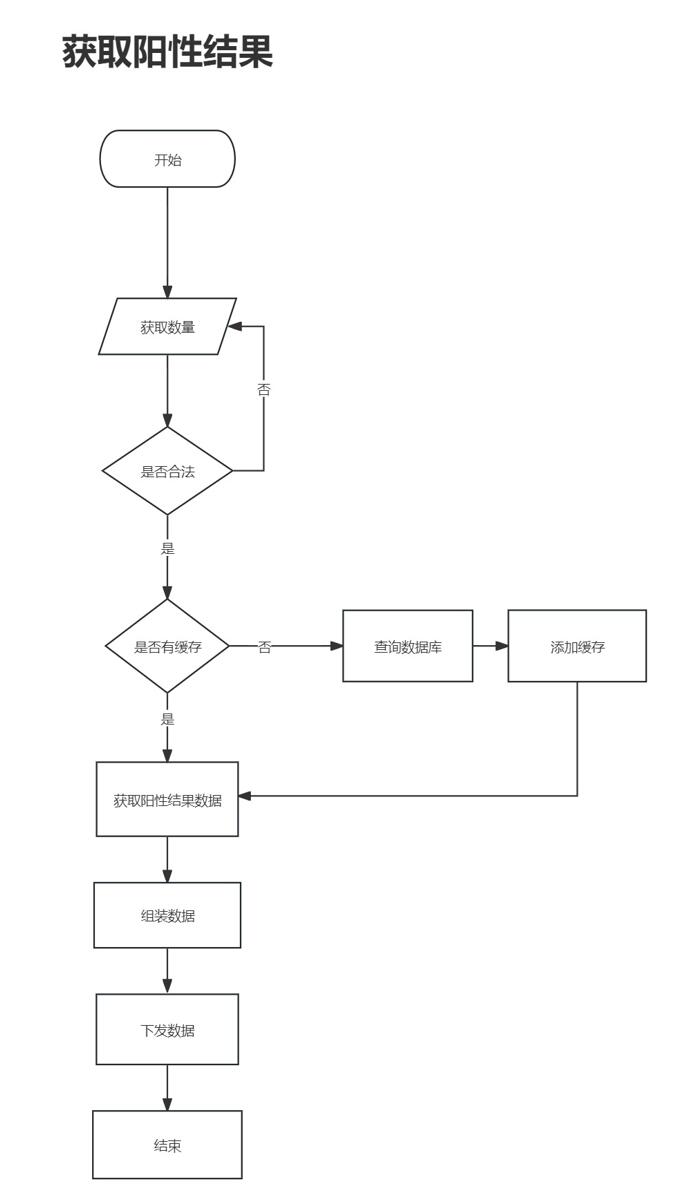 获取阳性结果
开始
获取数量
否
是否合法
是
是否有缓存
否
查询数据库
添加缓存
是
获取阳性结果数据
组装数据
下发数据
结束